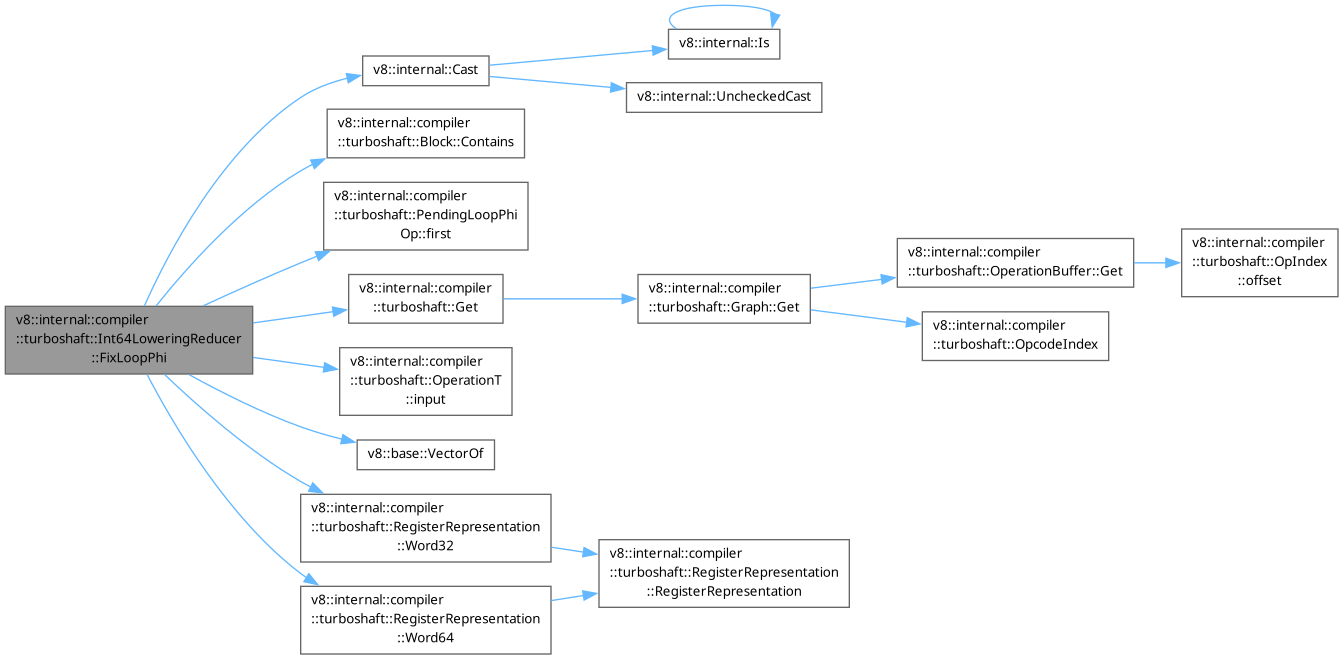 v8::internal::compiler
::turboshaft::Int64LoweringReducer
::FixLoopPhi
v8::internal::Cast
v8::internal::Is
v8::internal::UncheckedCast
v8::internal::compiler
::turboshaft::Block::Contains
v8::internal::compiler
::turboshaft::PendingLoopPhi
Op::first
v8::internal::compiler
::turboshaft::Get
v8::internal::compiler
::turboshaft::Graph::Get
v8::internal::compiler
::turboshaft::OperationBuffer::Get
v8::internal::compiler
::turboshaft::OpIndex
::offset
v8::internal::compiler
::turboshaft::OpcodeIndex
v8::internal::compiler
::turboshaft::OperationT
::input
v8::base::VectorOf
v8::internal::compiler
::turboshaft::RegisterRepresentation
::Word32
v8::internal::compiler
::turboshaft::RegisterRepresentation
::RegisterRepresentation
v8::internal::compiler
::turboshaft::RegisterRepresentation
::Word64